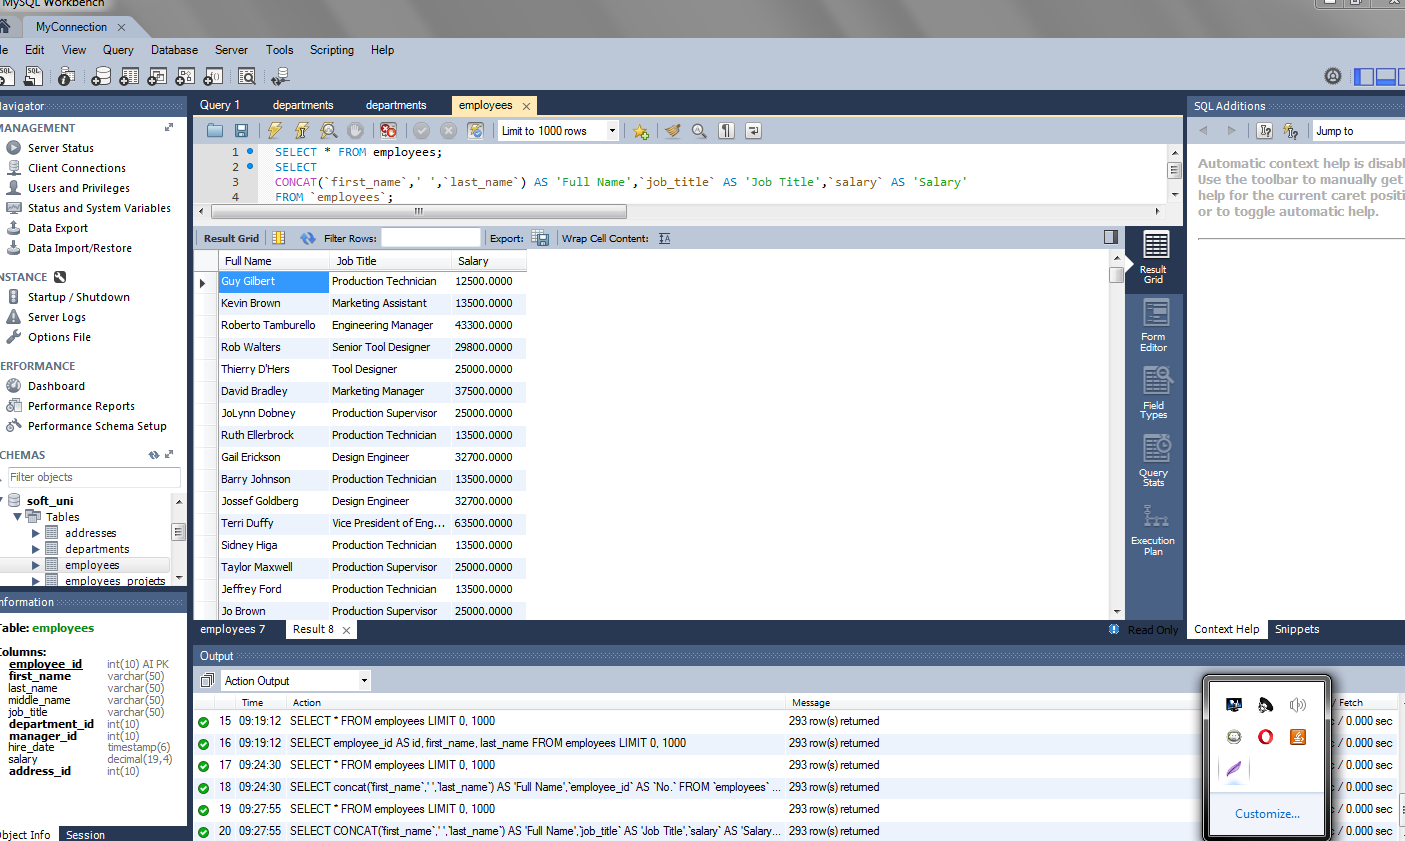 MySQL Workbench
MyConnection
Edit View Query Database Server Tools Scripting Help
Navigator
MANAGEMENT
Server Status
Client Connections
Users and Privileges
Status and System Variables
Data Export
Data Import/Restore
INSTANCE
Startup / Shutdown
Server Logs
Options File
PERFORMANCE
Dashboard
Performance Reports
Performance Schema Setup
SCHEMAS
Filter objects
soft_uni
Tables
addresses
departments
employees
employees_projects
Information
Table: employees
Columns:
employee_id int(10) AI PK
first_name varchar(50)
last_name varchar(50)
middle_name varchar(50)
job_title varchar(50)
department_id int(10)
manager_id int(10)
hire_date timestamp(6)
salary decimal(19,4)
address_id int(10)
Object Info Session
Query 1 departments departments employees
Limit to 1000 rows
1 SELECT * FROM employees;
2 SELECT
3 CONCAT(`first_name`,' ',`last_name`) AS 'Full Name',`job_title` AS 'Job Title',`salary` AS 'Salary'
4 FROM `employees`;
Result Grid Filter Rows: Export: Wrap Cell Content:
Full Name Job Title Salary
Guy Gilbert Production Technician 12500.0000
Kevin Brown Marketing Assistant 13500.0000
Roberto Tamburello Engineering Manager 43300.0000
Rob Walters Senior Tool Designer 29800.0000
Thierry D'Hers Tool Designer 25000.0000
David Bradley Marketing Manager 37500.0000
JoLynn Dobney Production Supervisor 25000.0000
Ruth Ellerbrock Production Technician 13500.0000
Gail Erickson Design Engineer 32700.0000
Barry Johnson Production Technician 13500.0000
Jossef Goldberg Design Engineer 32700.0000
Terri Duffy Vice President of Eng... 63500.0000
Sidney Higa Production Technician 13500.0000
Taylor Maxwell Production Supervisor 25000.0000
Jeffrey Ford Production Technician 13500.0000
Jo Brown Production Supervisor 25000.0000
Result
Grid
Form
Editor
Field
Types
Query
Stats
Execution
Plan
employees 7 Result 8 Read Only
SQL Additions
Jump to
Automatic context help is disabl
Use the toolbar to manually get
help for the current caret positi
or to toggle automatic help.
Context Help Snippets
Output
Action Output
Time Action Message / Fetch
15 09:19:12 SELECT * FROM employees LIMIT 0, 1000 293 row(s) returned / 0.000 sec
16 09:19:12 SELECT employee_id AS id, first_name, last_name FROM employees LIMIT 0, 1000 293 row(s) returned / 0.000 sec
17 09:24:30 SELECT * FROM employees LIMIT 0, 1000 293 row(s) returned / 0.000 sec
18 09:24:30 SELECT concat(`first_name`,' ',`last_name`) AS 'Full Name',`employee_id` AS `No.` FROM `employees` ... 293 row(s) returned / 0.000 sec
19 09:27:55 SELECT * FROM employees LIMIT 0, 1000 293 row(s) returned / 0.000 sec
20 09:27:55 SELECT CONCAT(`first_name`,' ',`last_name`) AS 'Full Name',`job_title` AS 'Job Title',`salary` AS 'Salary... 293 row(s) returned / 0.000 sec
Customize...